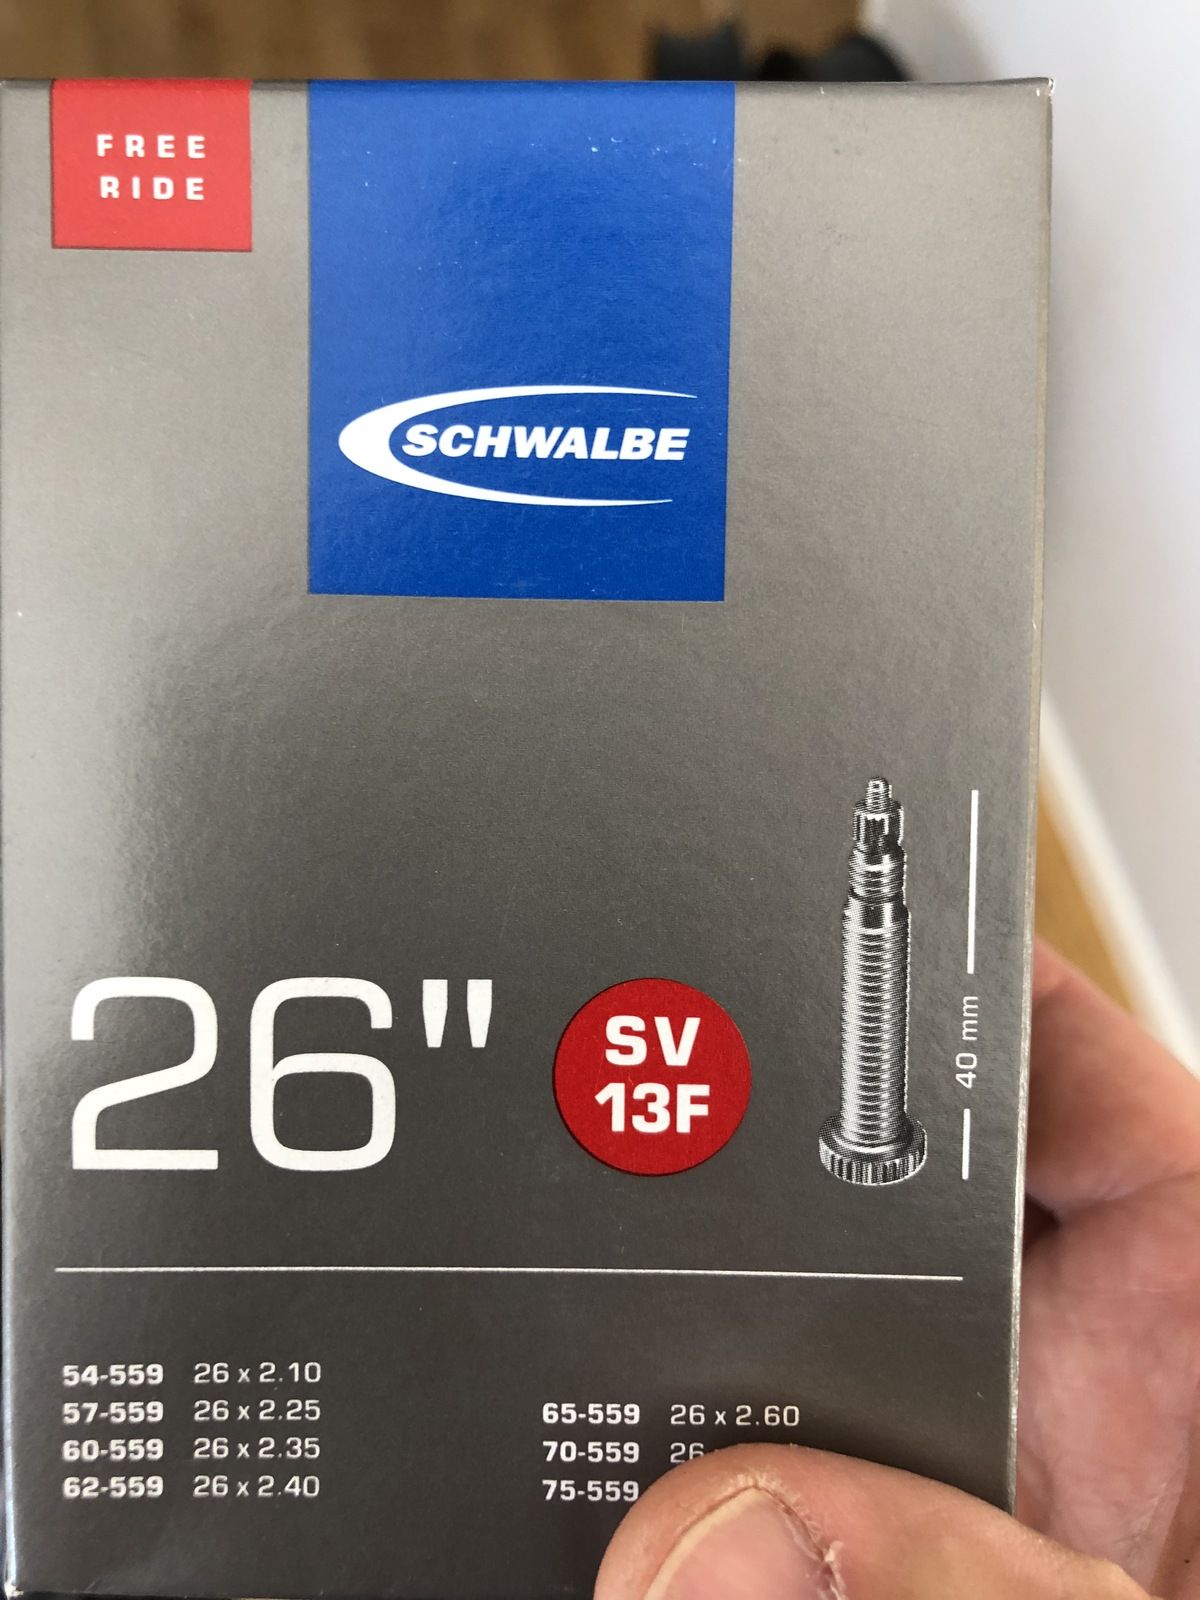 FREE
RIDE
SCHWALBE
26"
SV
13F
40 mm
54-559 26 x 2.10
57-559 26 x 2.25
60-559 26 x 2.35
62-559 26 x 2.40
65-559 26 x 2.60
70-559 26
75-559